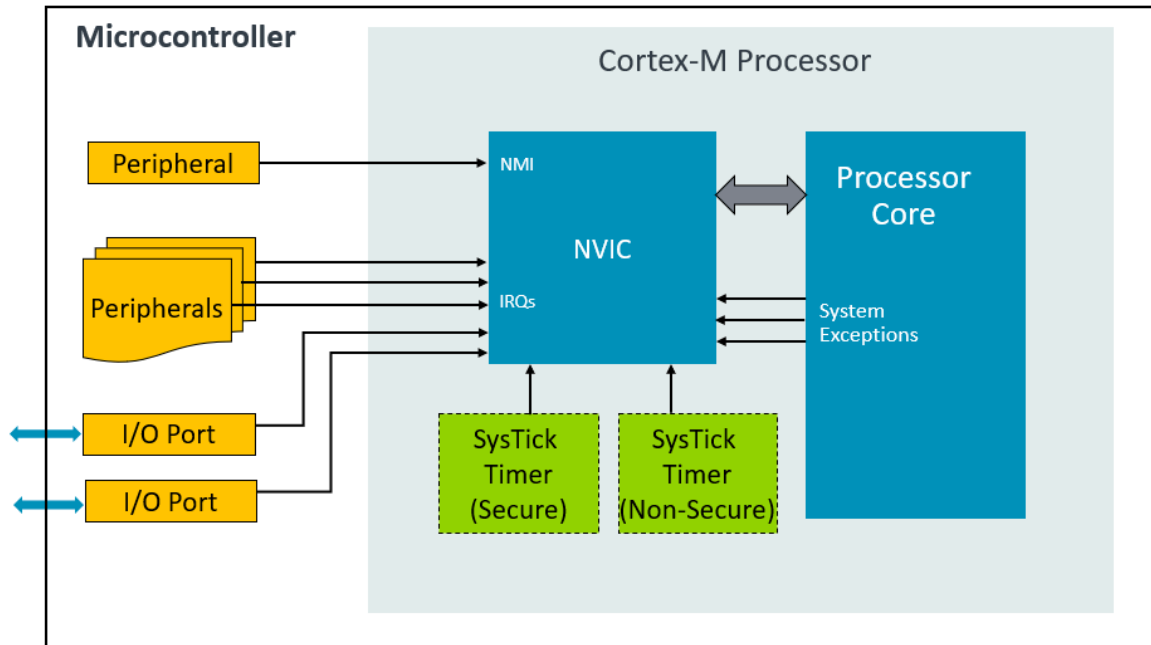 Microcontroller
Cortex-M Processor
Peripheral
NMI
Processor
Core
NVIC
Peripherals
IRQs
System
Exceptions
I/O Port
I/O Port
SysTick
Timer
(Secure)
SysTick
Timer
(Non-Secure)